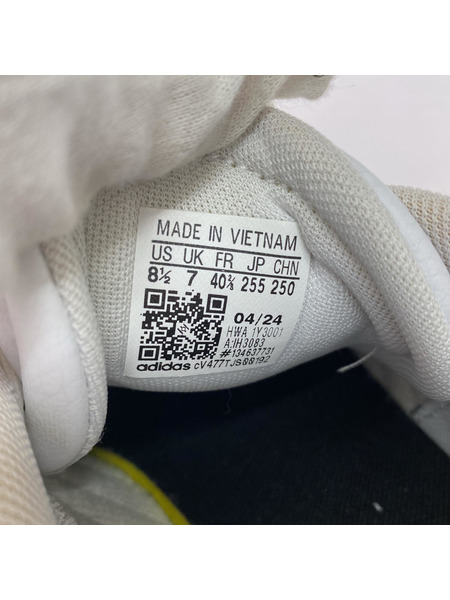 MADE IN VIETNAM
US UK FR JP CHN
8½ 7 40⅔ 255 250
04/24
HWA 1Y3001
A:IH3083
#134637731
adidas cV477TJS00192